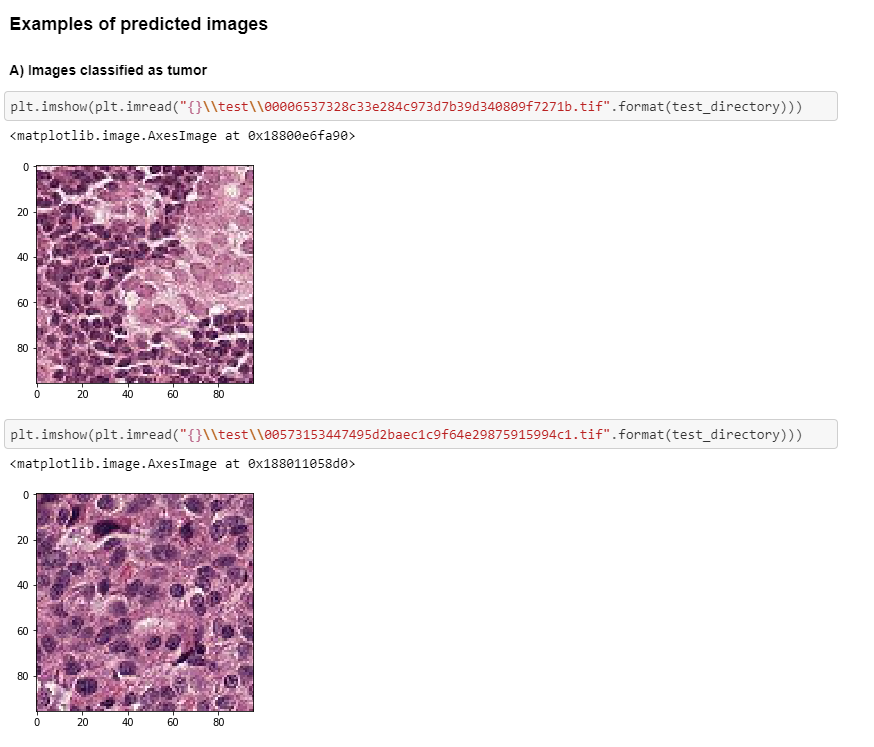 Examples of predicted images
A) Images classified as tumor
plt.imshow(plt.imread("{}\\test\\00006537328c33e284c973d7b39d340809f7271b.tif".format(test_directory)))
<matplotlib.image.AxesImage at 0x18800e6fa90>
0
20
40
60
80
0 20 40 60 80
plt.imshow(plt.imread("{}\\test\\00573153447495d2baec1c9f64e29875915994c1.tif".format(test_directory)))
<matplotlib.image.AxesImage at 0x188011058d0>
0
20
40
60
80
0 20 40 60 80